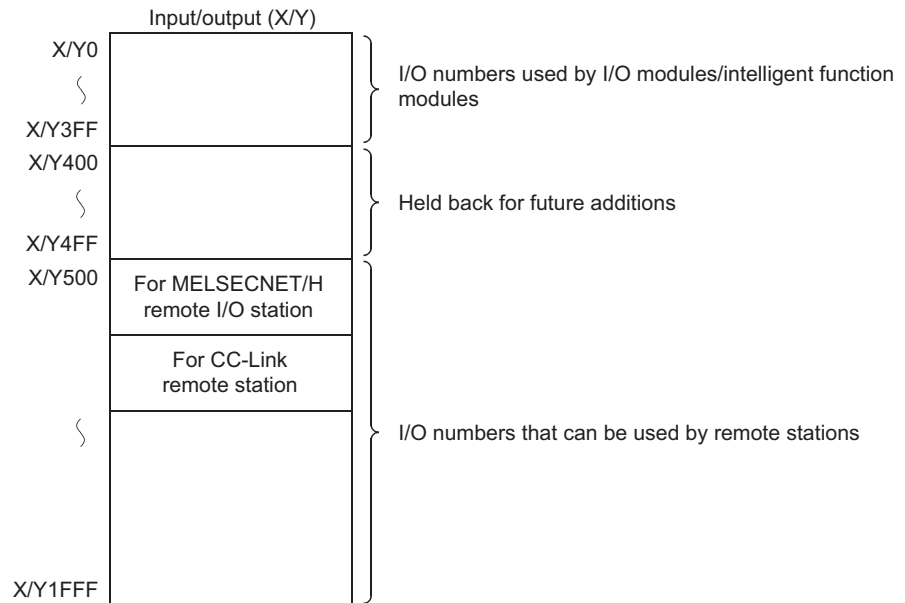 Input/output (X/Y)
X/Y0
X/Y3FF
I/O numbers used by I/O modules/intelligent function
modules
X/Y400
X/Y4FF
Held back for future additions
X/Y500
For MELSECNET/H
remote I/O station
For CC-Link
remote station
I/O numbers that can be used by remote stations
X/Y1FFF